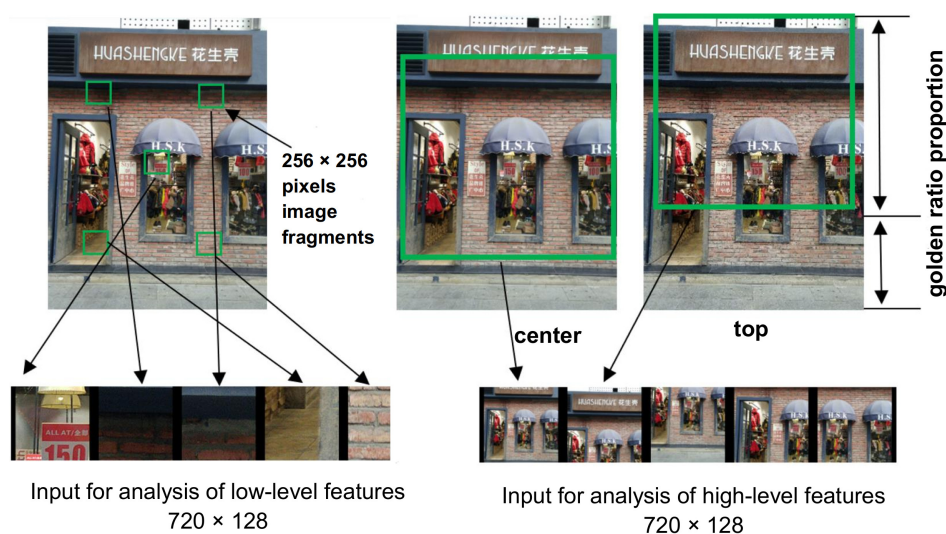 HUASHENGKE 花生壳
H.S.k
H.S
256 × 256
pixels
image
fragments
HUASHENGKE 花生壳
H.S.k
H.S
center
HUASHENGKE 花生壳
H.S.k
H.S
top
golden ratio proportion
ALL AT/全部
150
HUASHENGKE 花生壳
H.S.k
H.S
Input for analysis of low-level features
720 × 128
Input for analysis of high-level features
720 × 128